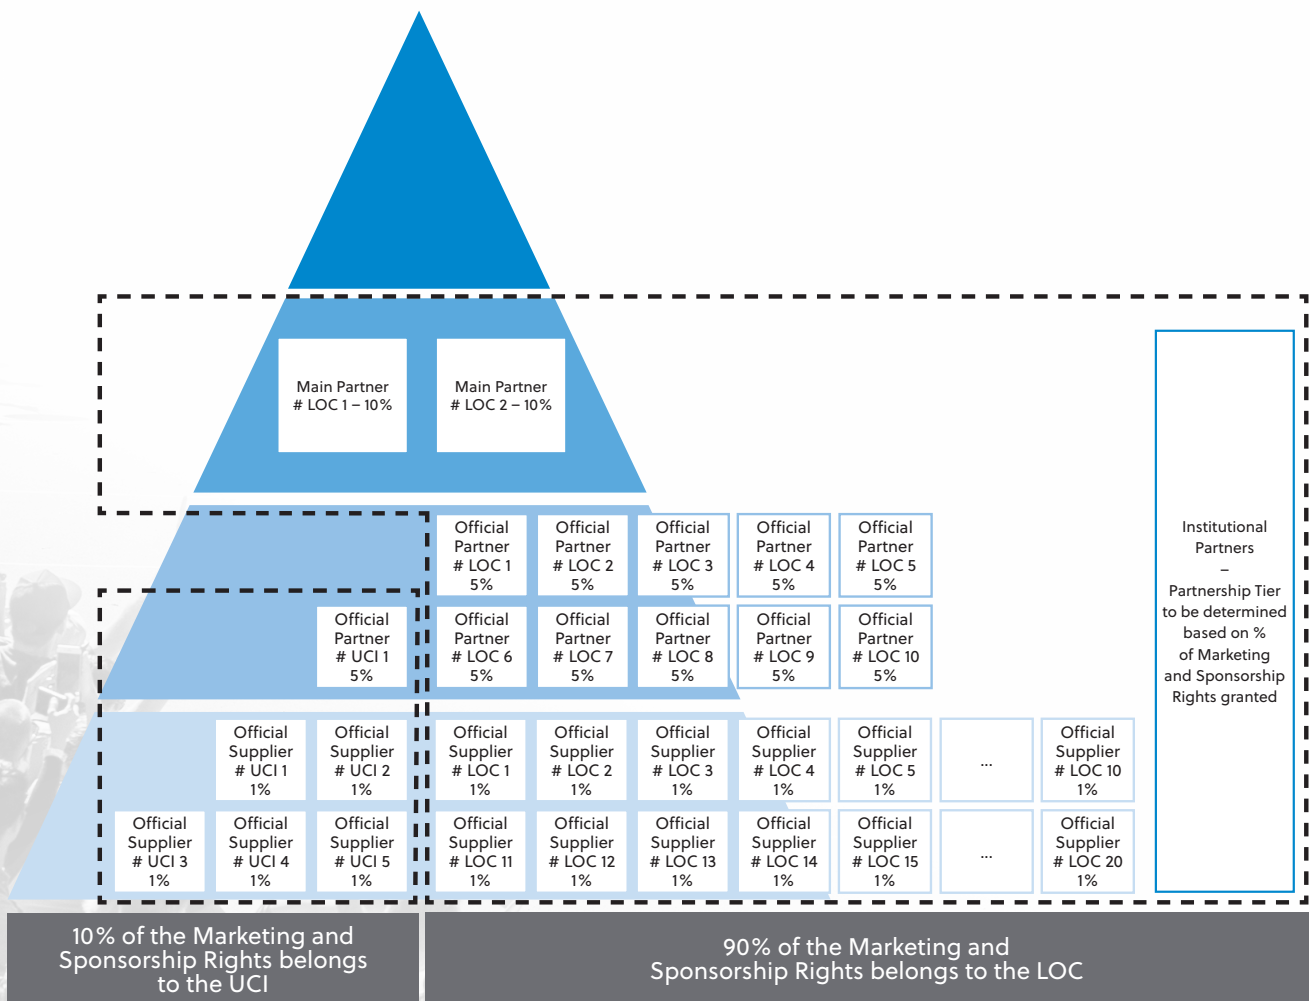 Main Partner
# LOC 1 – 10%
Main Partner
# LOC 2 – 10%
Official
Partner
# LOC 1
5%
Official
Partner
# LOC 2
5%
Official
Partner
# LOC 3
5%
Official
Partner
# LOC 4
5%
Official
Partner
# LOC 5
5%
Official
Partner
# UCI 1
5%
Official
Partner
# LOC 6
5%
Official
Partner
# LOC 7
5%
Official
Partner
# LOC 8
5%
Official
Partner
# LOC 9
5%
Official
Partner
# LOC 10
5%
Official
Supplier
# UCI 1
1%
Official
Supplier
# UCI 2
1%
Official
Supplier
# LOC 1
1%
Official
Supplier
# LOC 2
1%
Official
Supplier
# LOC 3
1%
Official
Supplier
# LOC 4
1%
Official
Supplier
# LOC 5
1%
...
Official
Supplier
# LOC 10
1%
Official
Supplier
# UCI 3
1%
Official
Supplier
# UCI 4
1%
Official
Supplier
# UCI 5
1%
Official
Supplier
# LOC 11
1%
Official
Supplier
# LOC 12
1%
Official
Supplier
# LOC 13
1%
Official
Supplier
# LOC 14
1%
Official
Supplier
# LOC 15
1%
...
Official
Supplier
# LOC 20
1%
Institutional
Partners
–
Partnership Tier
to be determined
based on %
of Marketing
and Sponsorship
Rights granted
10% of the Marketing and
Sponsorship Rights belongs
to the UCI
90% of the Marketing and
Sponsorship Rights belongs to the LOC